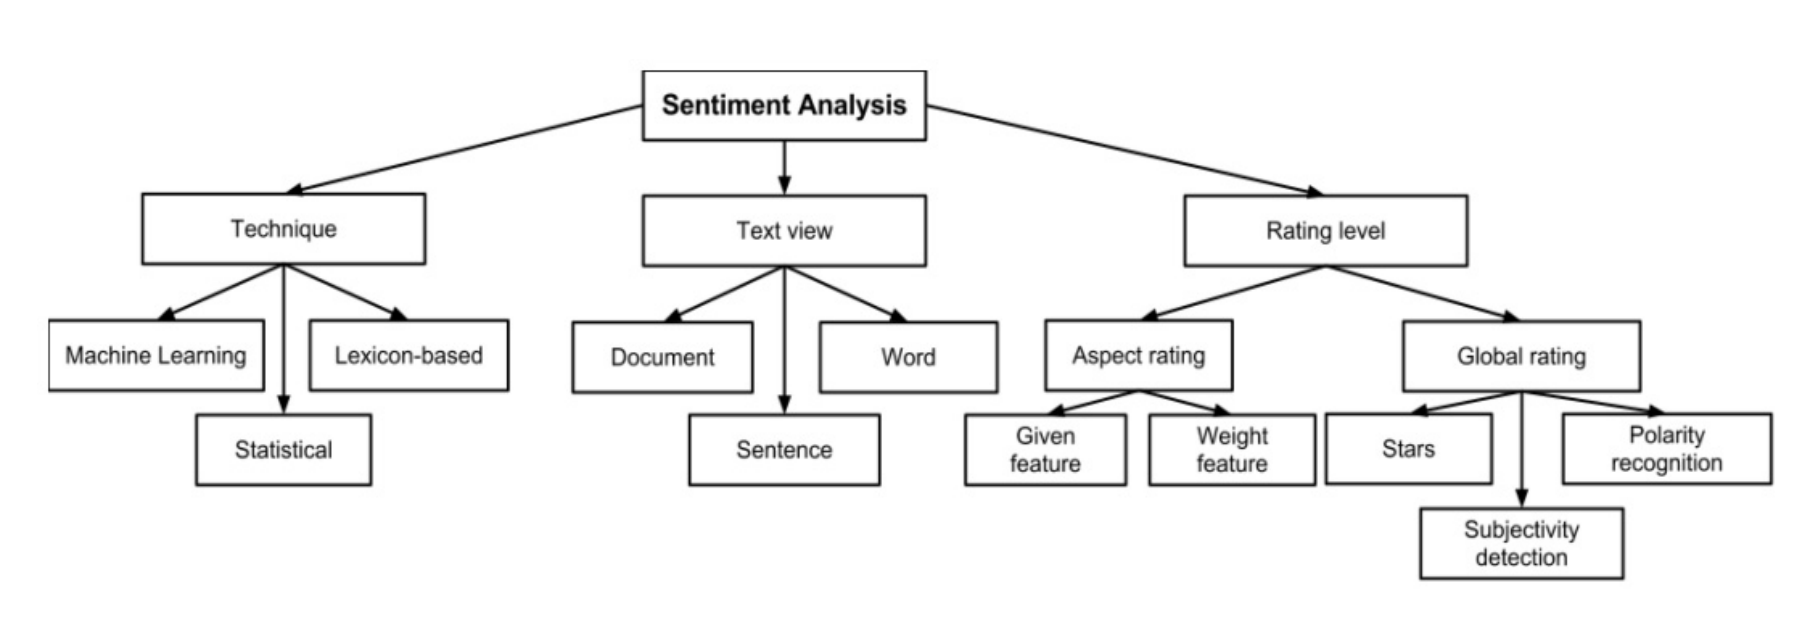 Sentiment Analysis
Technique
Text view
Rating level
Machine Learning
Lexicon-based
Document
Word
Aspect rating
Global rating
Statistical
Sentence
Given
feature
Weight
feature
Stars
Polarity
recognition
Subjectivity
detection